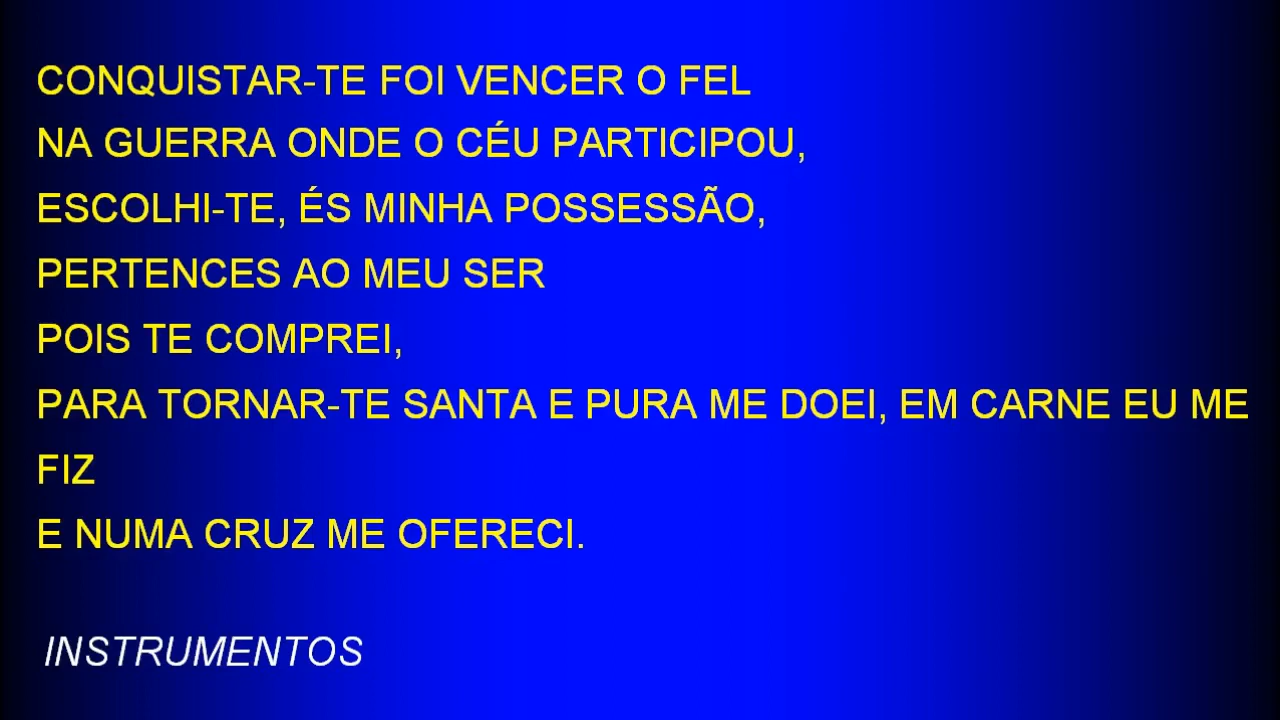 CONQUISTAR-TE FOI VENCER O FEL
NA GUERRA ONDE O CÉU PARTICIPOU,
ESCOLHI-TE, ÉS MINHA POSSESSÃO,
PERTENCES AO MEU SER
POIS TE COMPREI,
PARA TORNAR-TE SANTA E PURA ME DOEI, EM CARNE EU ME
FIZ
E NUMA CRUZ ME OFERECI.
INSTRUMENTOS